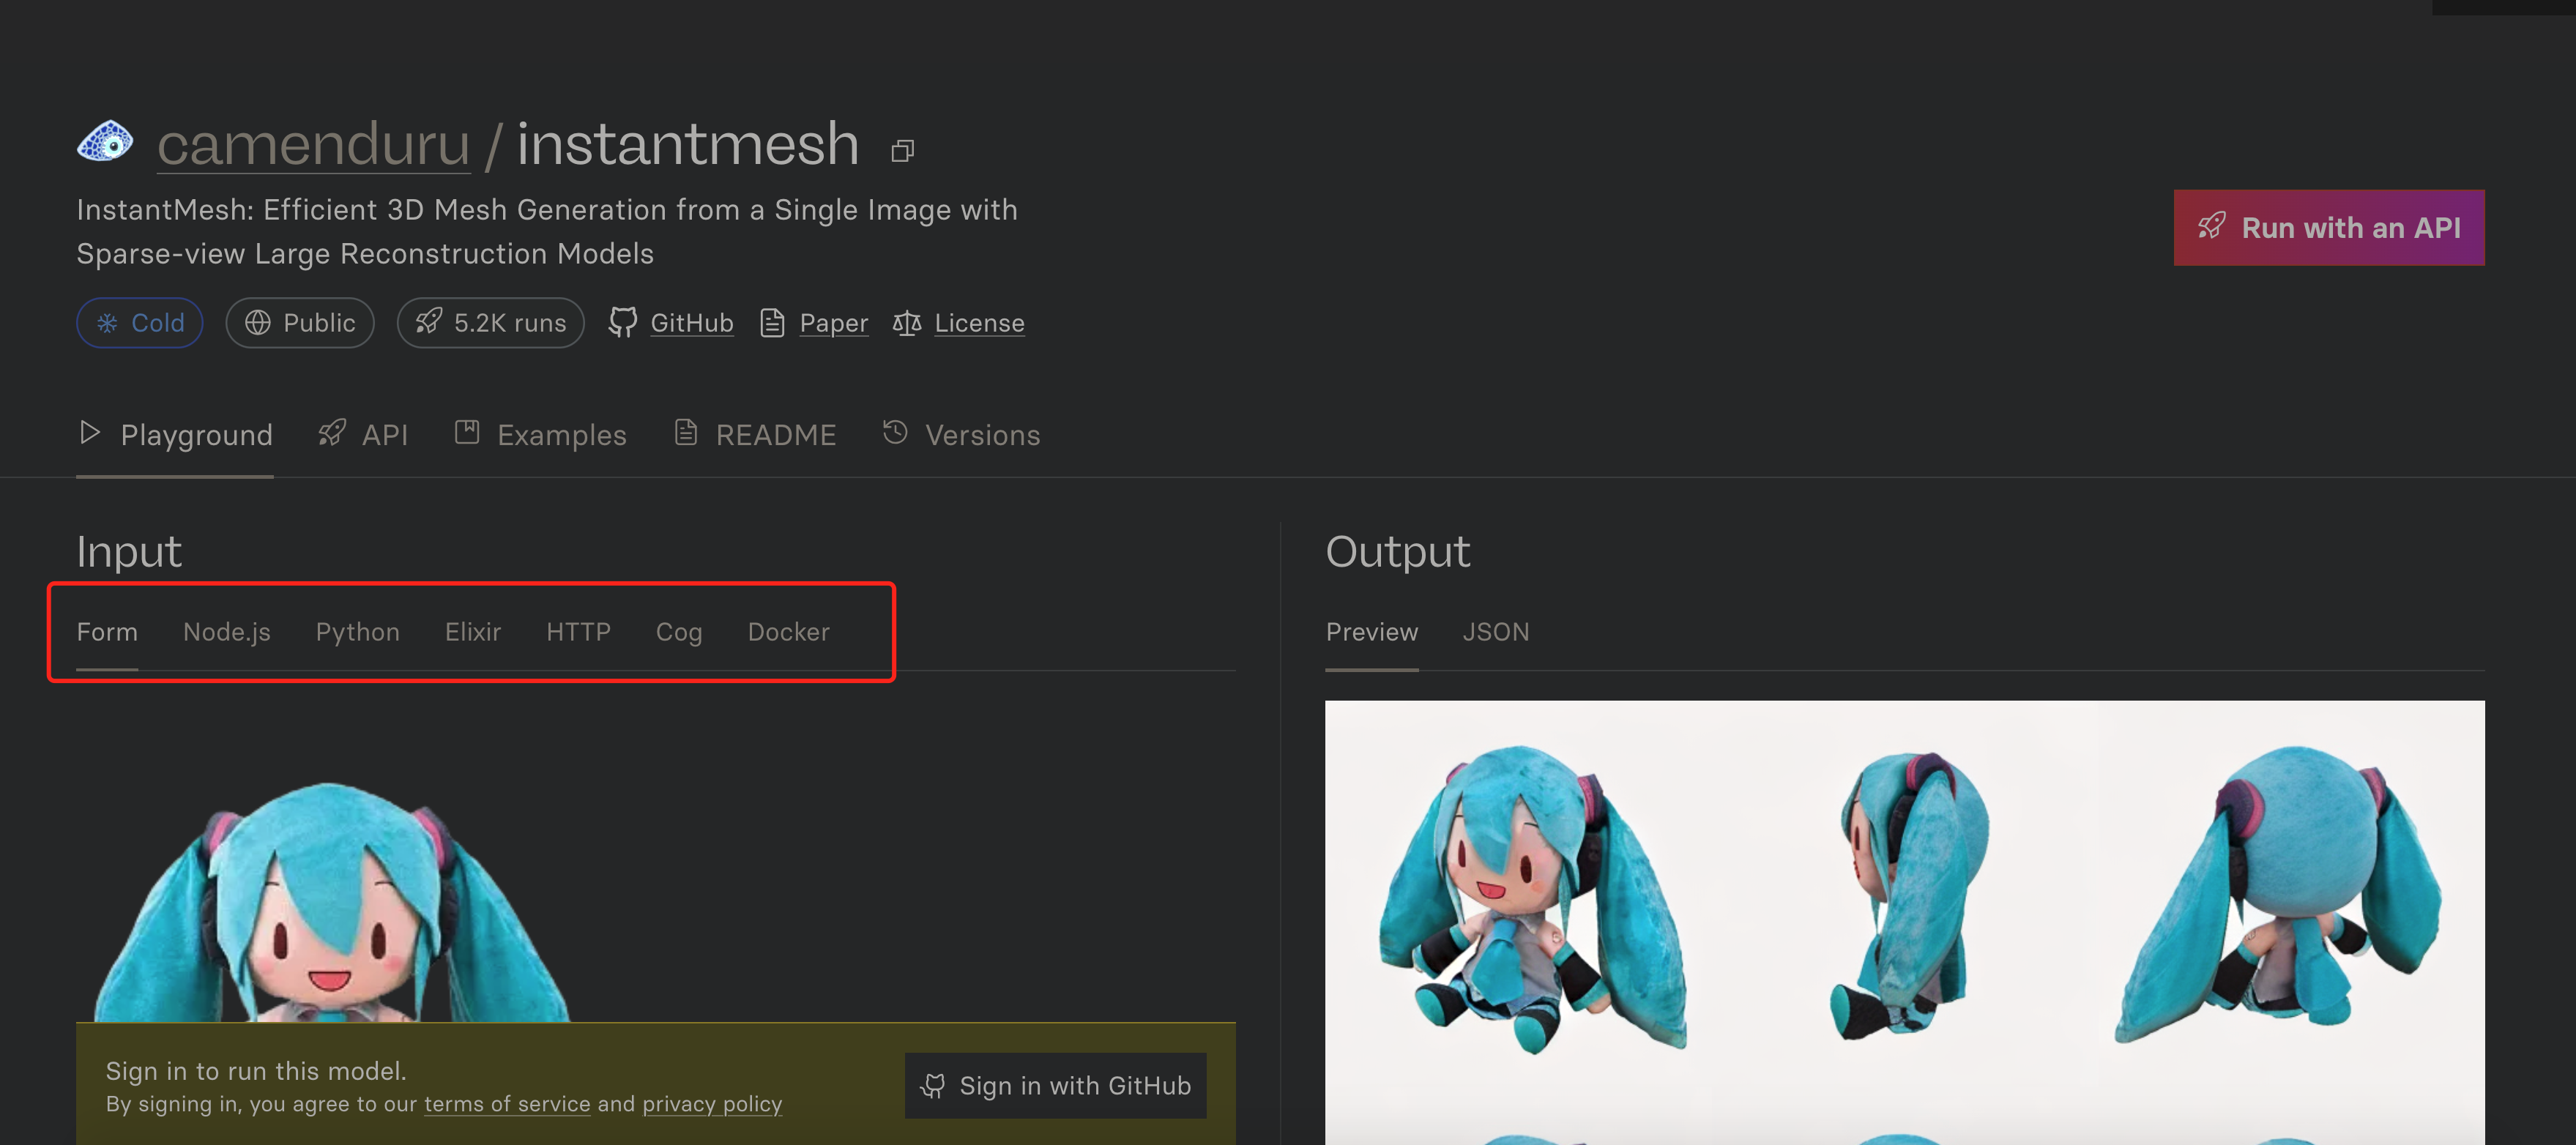 camenduru / instantmesh
InstantMesh: Efficient 3D Mesh Generation from a Single Image with
Sparse-view Large Reconstruction Models
Run with an API
Cold Public 5.2K runs GitHub Paper License
Playground API Examples README Versions
Input
Form Node.js Python Elixir HTTP Cog Docker
Sign in to run this model.
By signing in, you agree to our terms of service and privacy policy
Sign in with GitHub
Output
Preview JSON